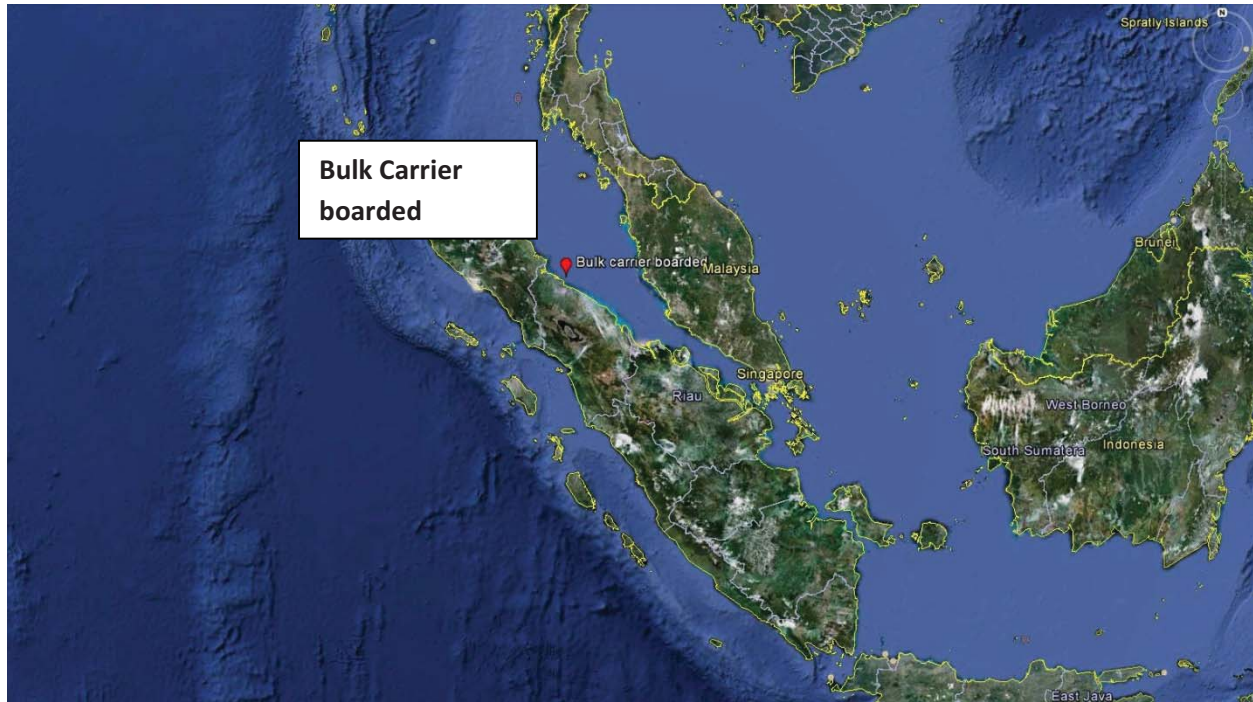 N
Spratly Islands
Bulk Carrier
boarded
Brunei
Bulk carrier boarded
Malaysia
Singapore
Riau
West Borneo
South Sumatera
Indonesia
East Java